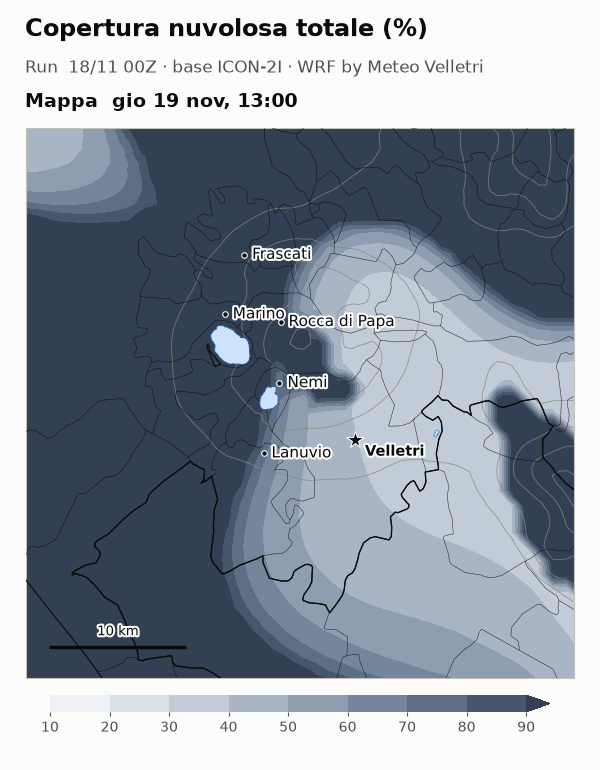 Copertura nuvolosa totale (%)
Run  18/11 00Z · base ICON-2I · WRF by Meteo Velletri
Mappa  gio 19 nov, 13:00
Frascati
Marino
Rocca di Papa
Nemi
Velletri
Lanuvio
10 km
10 20 30 40 50 60 70 80 90